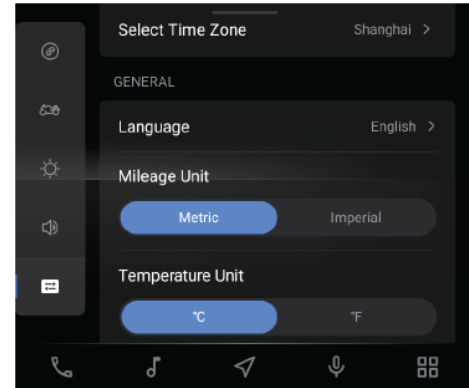 Select Time Zone Shanghai >
GENERAL
Language English >
Mileage Unit
Metric Imperial
Temperature Unit
℃ ℉